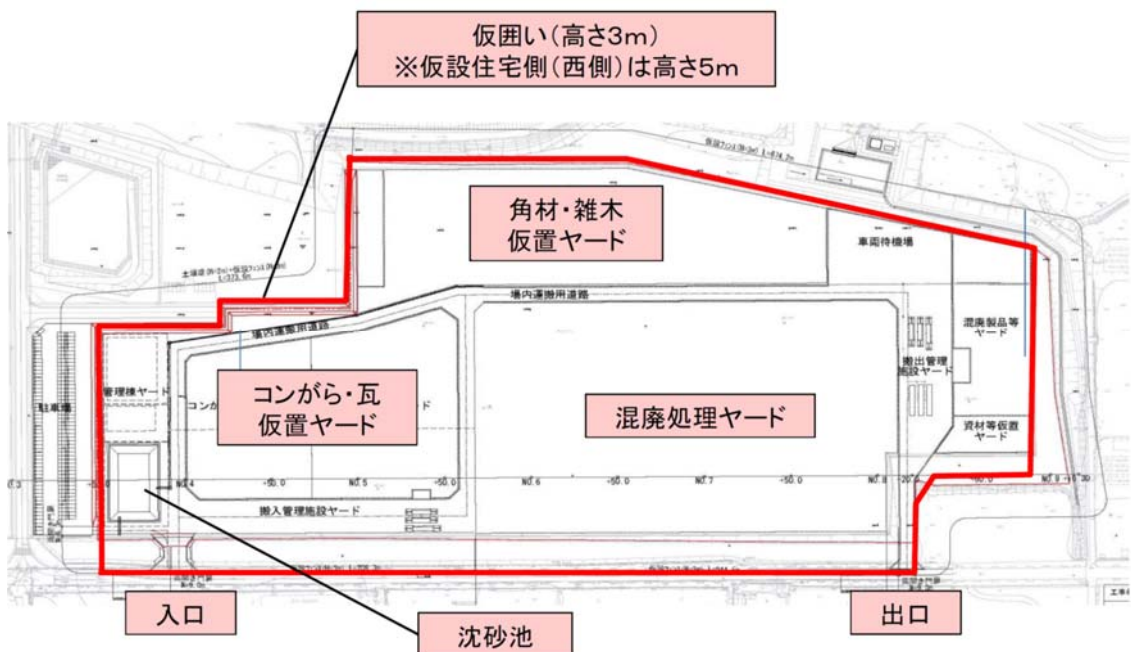 仮囲い(高さ3m)
※仮設住宅側(西側)は高さ5m
角材・雑木
仮置ヤード
車両待機場
場内運搬用道路
場内運搬用道路
混廃製品等
ヤード
搬出管理
施設ヤード
管理棟ヤード
駐車場
コンがら・瓦
仮置ヤード
混廃処理ヤード
資材等仮置
ヤード
NO.4
NO.5
NO.6
NO.7
NO.8
NO.9
搬入管理施設ヤード
入口
沈砂池
出口